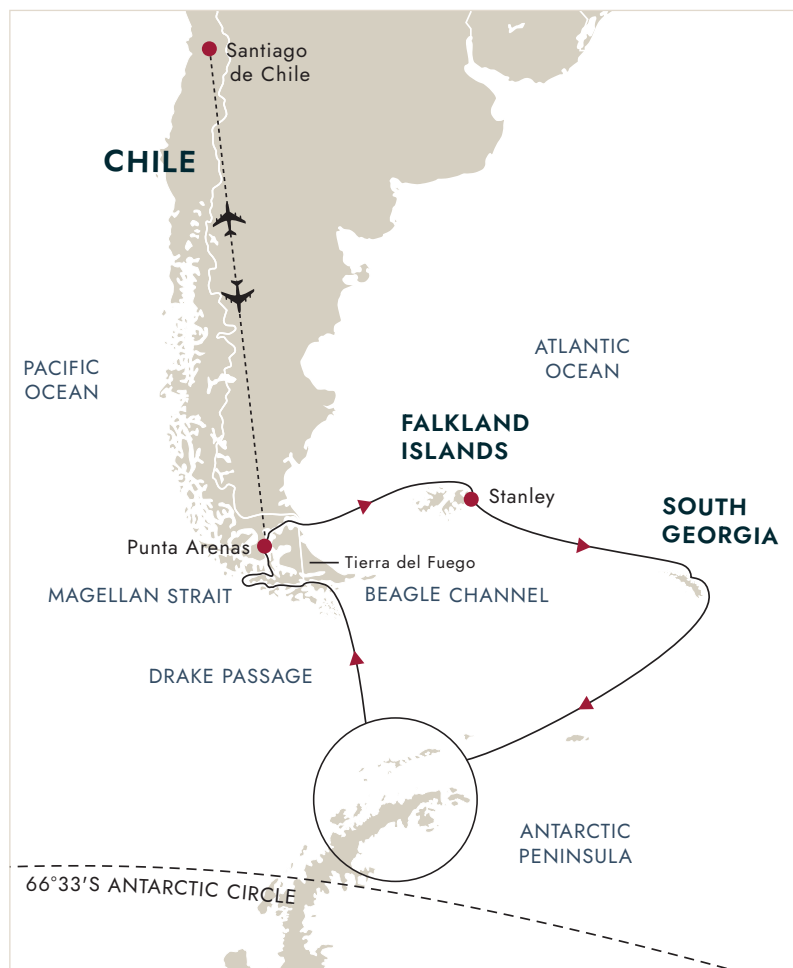 Santiago
de Chile
CHILE
ATLANTIC
OCEAN
PACIFIC
OCEAN
FALKLAND
ISLANDS
Stanley
SOUTH
GEORGIA
Punta Arenas
Tierra del Fuego
MAGELLAN STRAIT
BEAGLE CHANNEL
DRAKE PASSAGE
ANTARCTIC
PENINSULA
66°33'S ANTARCTIC CIRCLE